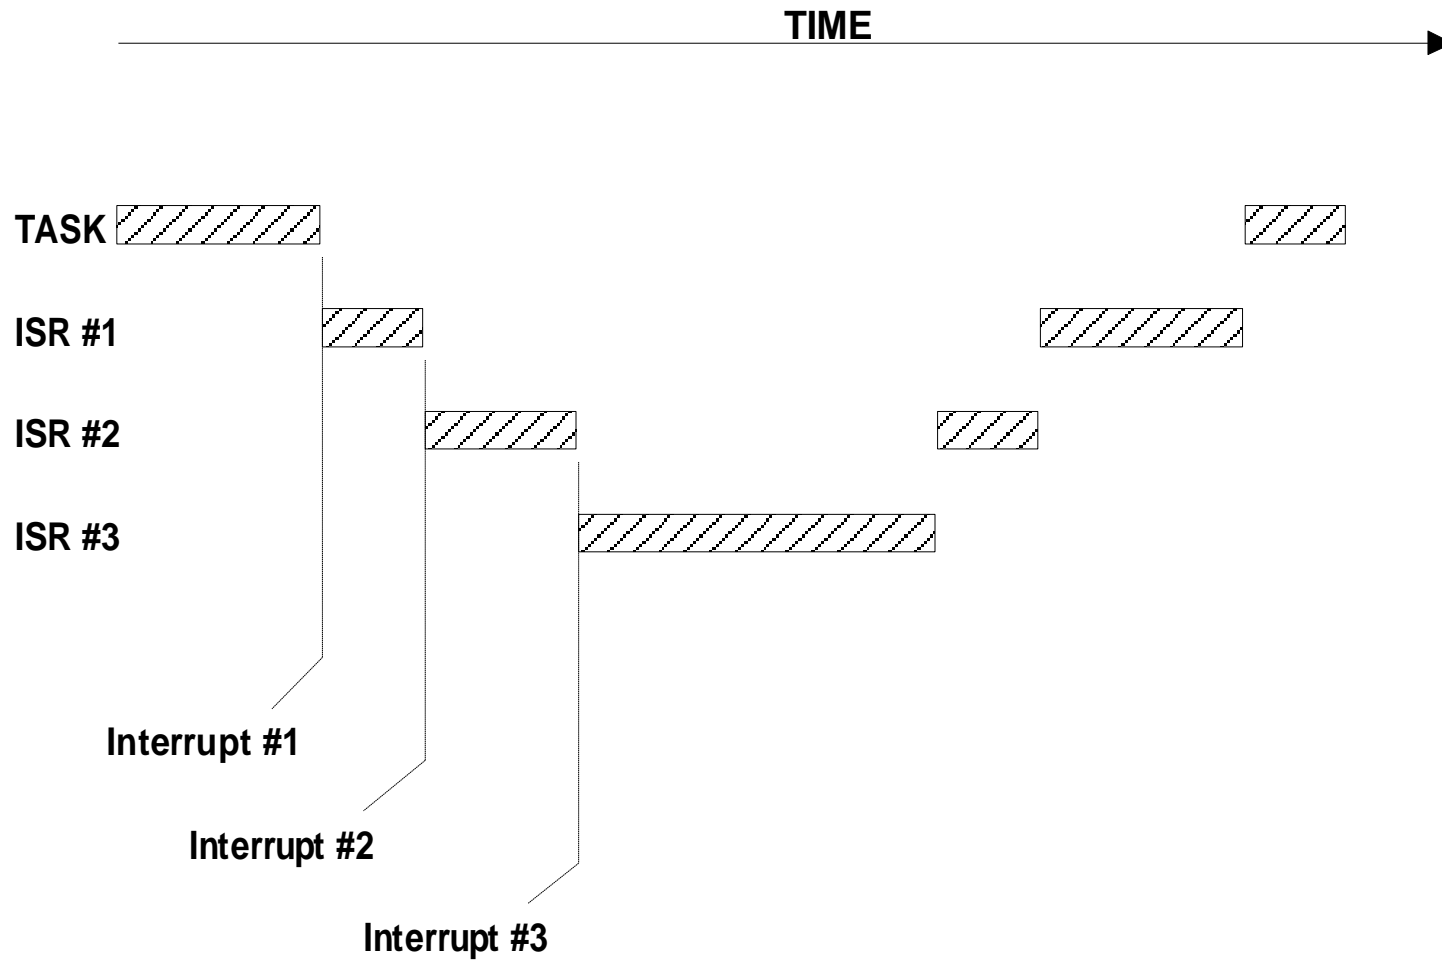 TIME
TASK
ISR #1
ISR #2
ISR #3
Interrupt #1
Interrupt #2
Interrupt #3